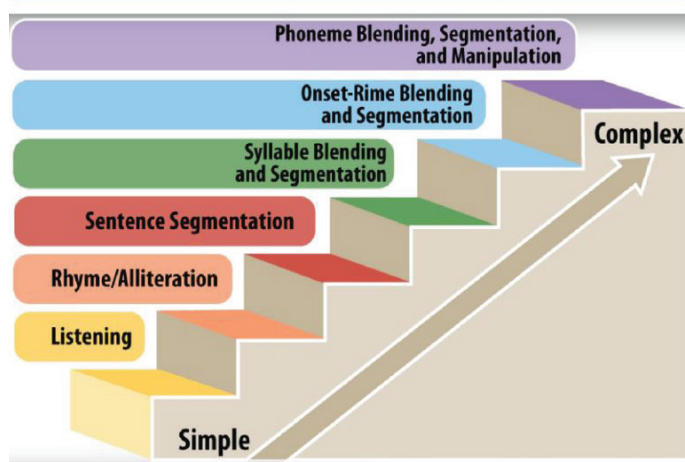 Phoneme Blending, Segmentation,
and Manipulation
Onset-Rime Blending
and Segmentation
Complex
Syllable Blending
and Segmentation
Sentence Segmentation
Rhyme/Alliteration
Listening
Simple